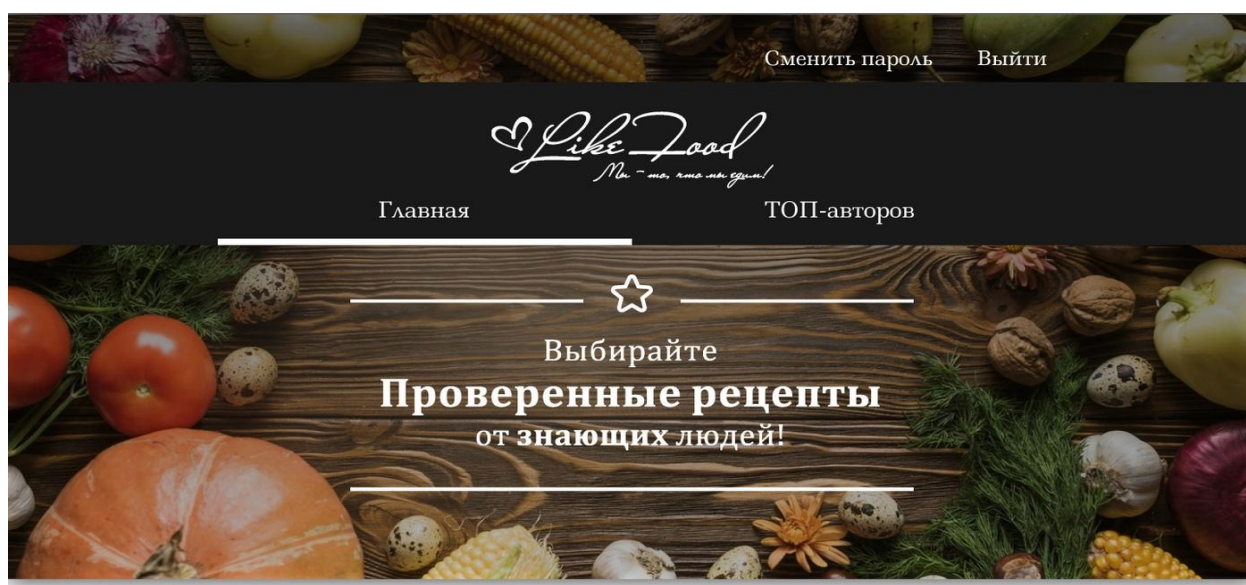 Сменить пароль Выйти
Like Food
Мы – то, что мы едим!
Главная ТОП-авторов
Выбирайте
Проверенные рецепты
от знающих людей!